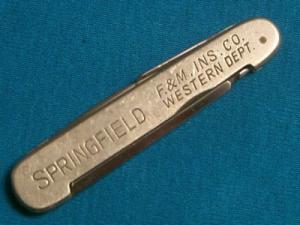 SPRINGFIELD
F.&M. INS. CO.
WESTERN DEPT.